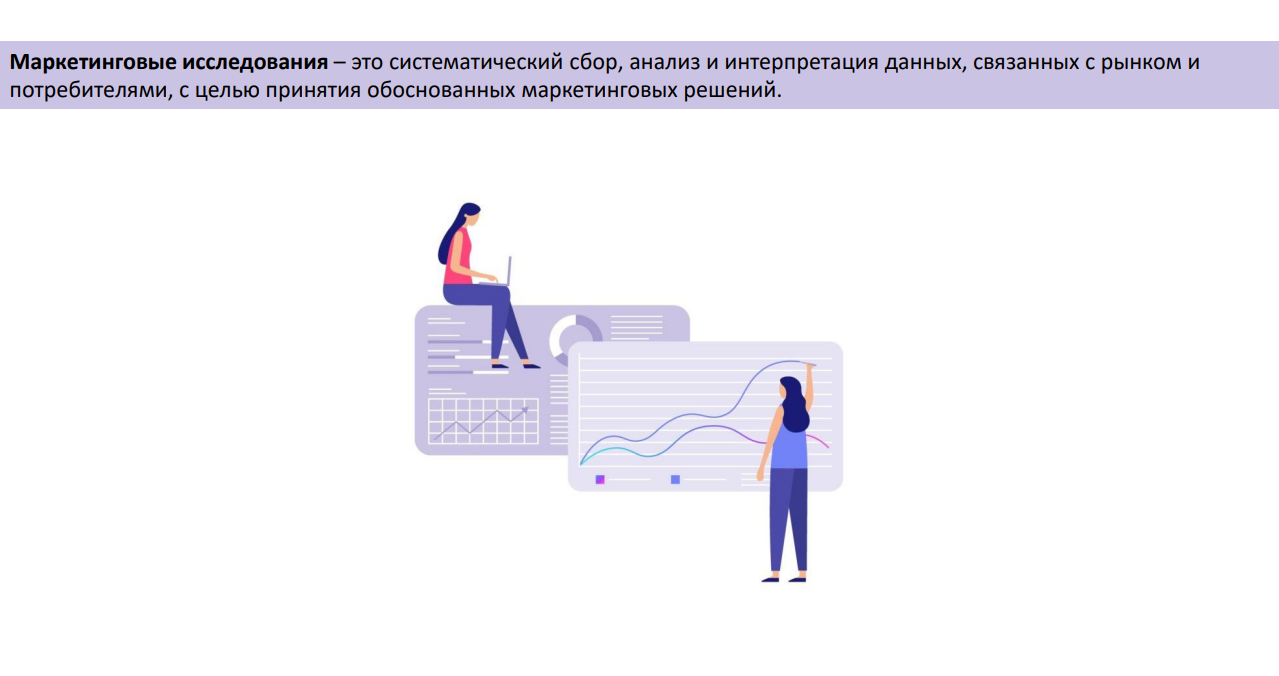 Маркетинговые исследования – это систематический сбор, анализ и интерпретация данных, связанных с рынком и
потребителями, с целью принятия обоснованных маркетинговых решений.